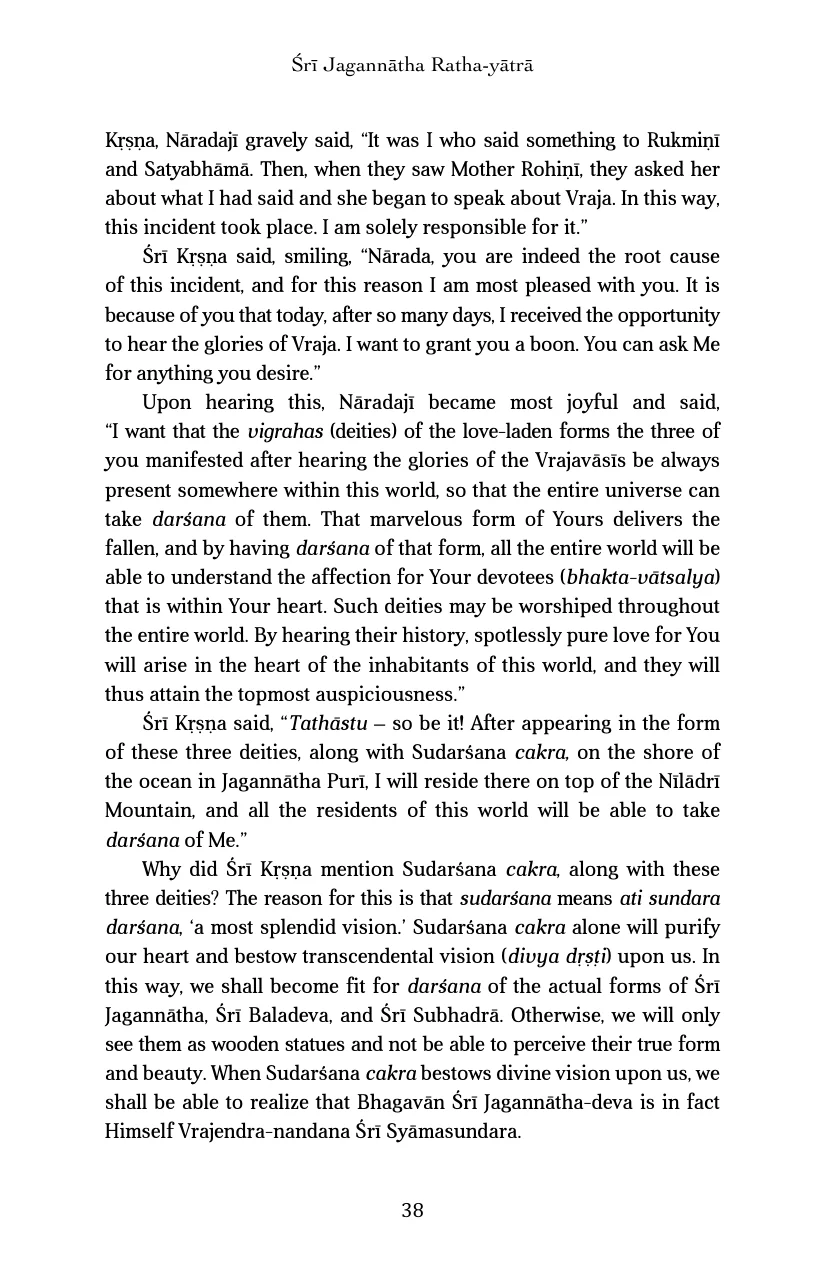 Śrī Jagannātha Ratha-yātrā
Kṛṣṇa, Nāradajī gravely said, “It was I who said something to Rukmiṇī
and Satyabhāmā. Then, when they saw Mother Rohiṇī, they asked her
about what I had said and she began to speak about Vraja. In this way,
this incident took place. I am solely responsible for it.”
Śrī Kṛṣṇa said, smiling, “Nārada, you are indeed the root cause
of this incident, and for this reason I am most pleased with you. It is
because of you that today, after so many days, I received the opportunity
to hear the glories of Vraja. I want to grant you a boon. You can ask Me
for anything you desire.”
Upon hearing this, Nāradajī became most joyful and said,
“I want that the vigrahas (deities) of the love-laden forms the three of
you manifested after hearing the glories of the Vrajavāsīs be always
present somewhere within this world, so that the entire universe can
take darśana of them. That marvelous form of Yours delivers the
fallen, and by having darśana of that form, all the entire world will be
able to understand the affection for Your devotees (bhakta-vātsalya)
that is within Your heart. Such deities may be worshiped throughout
the entire world. By hearing their history, spotlessly pure love for You
will arise in the heart of the inhabitants of this world, and they will
thus attain the topmost auspiciousness.”
Śrī Kṛṣṇa said, “Tathāstu – so be it! After appearing in the form
of these three deities, along with Sudarśana cakra, on the shore of
the ocean in Jagannātha Purī, I will reside there on top of the Nīlādrī
Mountain, and all the residents of this world will be able to take
darśana of Me.”
Why did Śrī Kṛṣṇa mention Sudarśana cakra, along with these
three deities? The reason for this is that sudarśana means ati sundara
darśana, ‘a most splendid vision.’ Sudarśana cakra alone will purify
our heart and bestow transcendental vision (divya dṛṣṭi) upon us. In
this way, we shall become fit for darśana of the actual forms of Śrī
Jagannātha, Śrī Baladeva, and Śrī Subhadrā. Otherwise, we will only
see them as wooden statues and not be able to perceive their true form
and beauty. When Sudarśana cakra bestows divine vision upon us, we
shall be able to realize that Bhagavān Śrī Jagannātha-deva is in fact
Himself Vrajendra-nandana Śrī Syāmasundara.
38